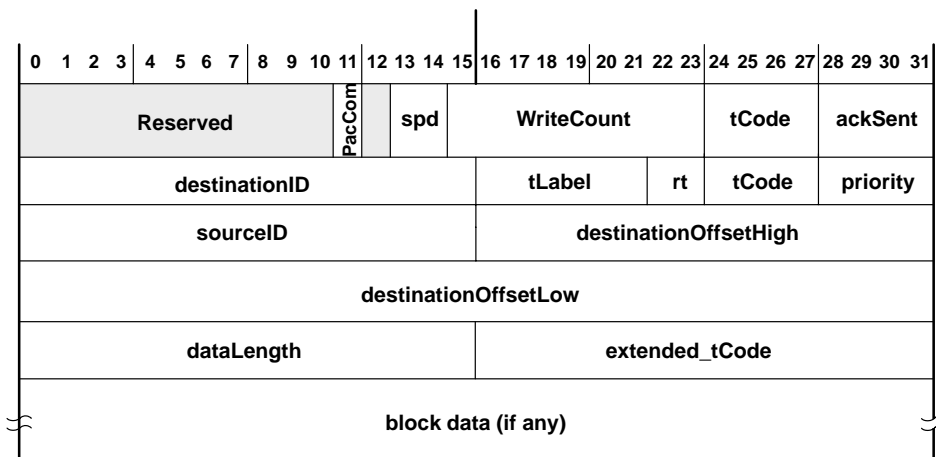 0 1 2 3 4 5 6 7 8 9 10 11 12 13 14 15 16 17 18 19 20 21 22 23 24 25 26 27 28 29 30 31
Reserved PacCom spd WriteCount tCode ackSent
destinationID tLabel rt tCode priority
sourceID destinationOffsetHigh
destinationOffsetLow
dataLength extended_tCode
block data (if any)